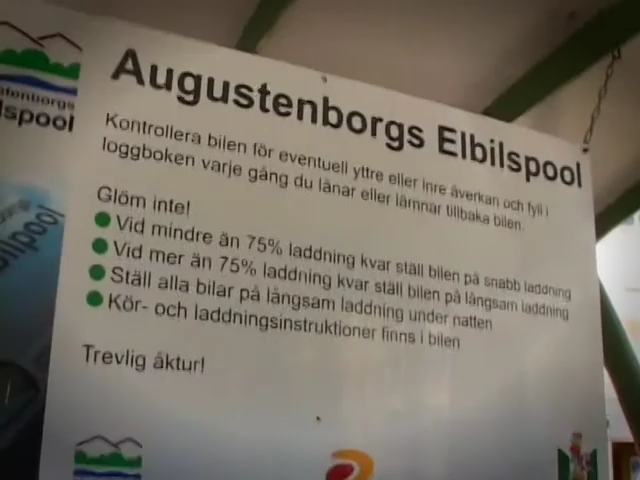 Augustenborgs Elbilspool
Kontrollera bilen för eventuell yttre eller inre åverkan och fyll i
loggboken varje gång du lånar eller lämnar tillbaka bilen.
Glöm inte!
Vid mindre än 75% laddning kvar ställ bilen på snabb laddning
Vid mer än 75% laddning kvar ställ bilen på långsam laddning
Ställ alla bilar på långsam laddning under natten
Kör- och laddningsinstruktioner finns i bilen
Trevlig åktur!
lspool